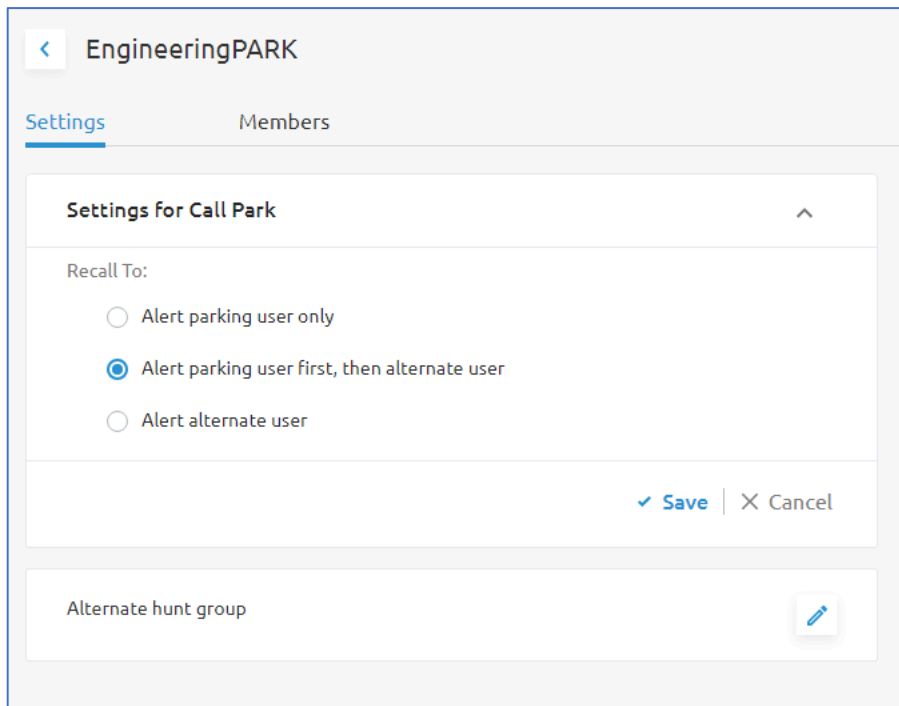 EngineeringPARK
Settings Members
Settings for Call Park
Recall To:
Alert parking user only
Alert parking user first, then alternate user
Alert alternate user
Save Cancel
Alternate hunt group